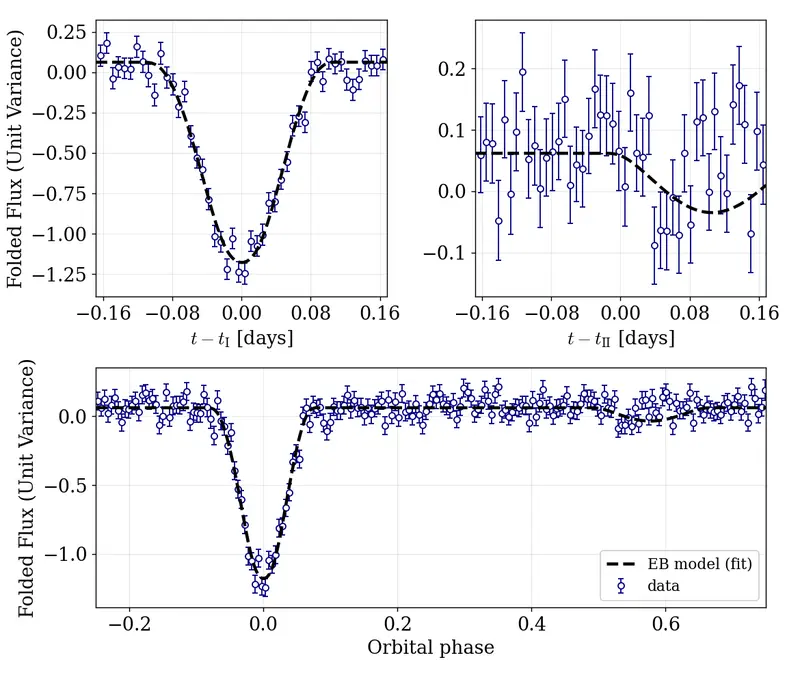 Folded Flux (Unit Variance)
0.25
0.00
−0.25
−0.50
−0.75
−1.00
−1.25
−0.16 −0.08 0.00 0.08 0.16
t − t_I [days]
0.2
0.1
0.0
−0.1
−0.16 −0.08 0.00 0.08 0.16
t − t_II [days]
Folded Flux (Unit Variance)
0.0
−0.5
−1.0
EB model (fit)
data
−0.2 0.0 0.2 0.4 0.6
Orbital phase